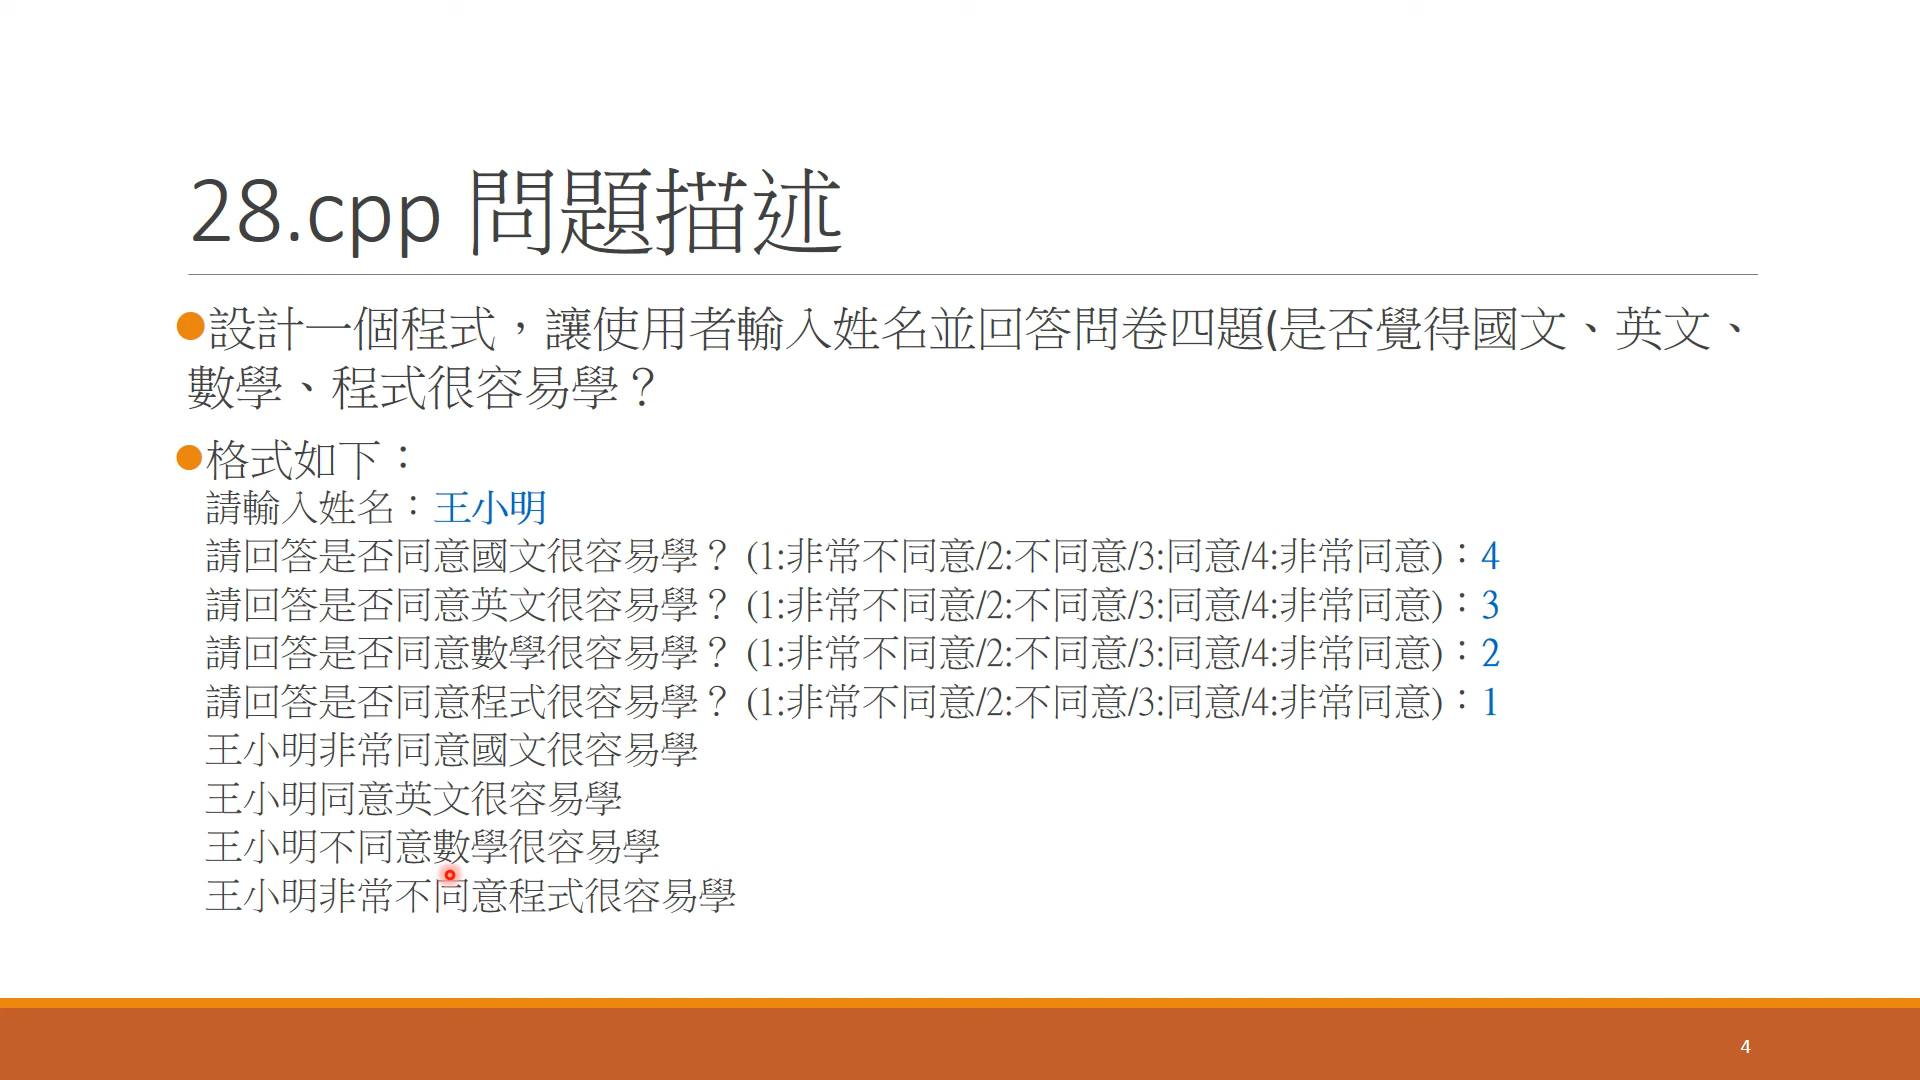 28.cpp 問題描述
●設計一個程式，讓使用者輸入姓名並回答問卷四題(是否覺得國文、英文、
數學、程式很容易學？
●格式如下：
請輸入姓名：王小明
請回答是否同意國文很容易學？ (1:非常不同意/2:不同意/3:同意/4:非常同意)：4
請回答是否同意英文很容易學？ (1:非常不同意/2:不同意/3:同意/4:非常同意)：3
請回答是否同意數學很容易學？ (1:非常不同意/2:不同意/3:同意/4:非常同意)：2
請回答是否同意程式很容易學？ (1:非常不同意/2:不同意/3:同意/4:非常同意)：1
王小明非常同意國文很容易學
王小明同意英文很容易學
王小明不同意數學很容易學
王小明非常不同意程式很容易學
4